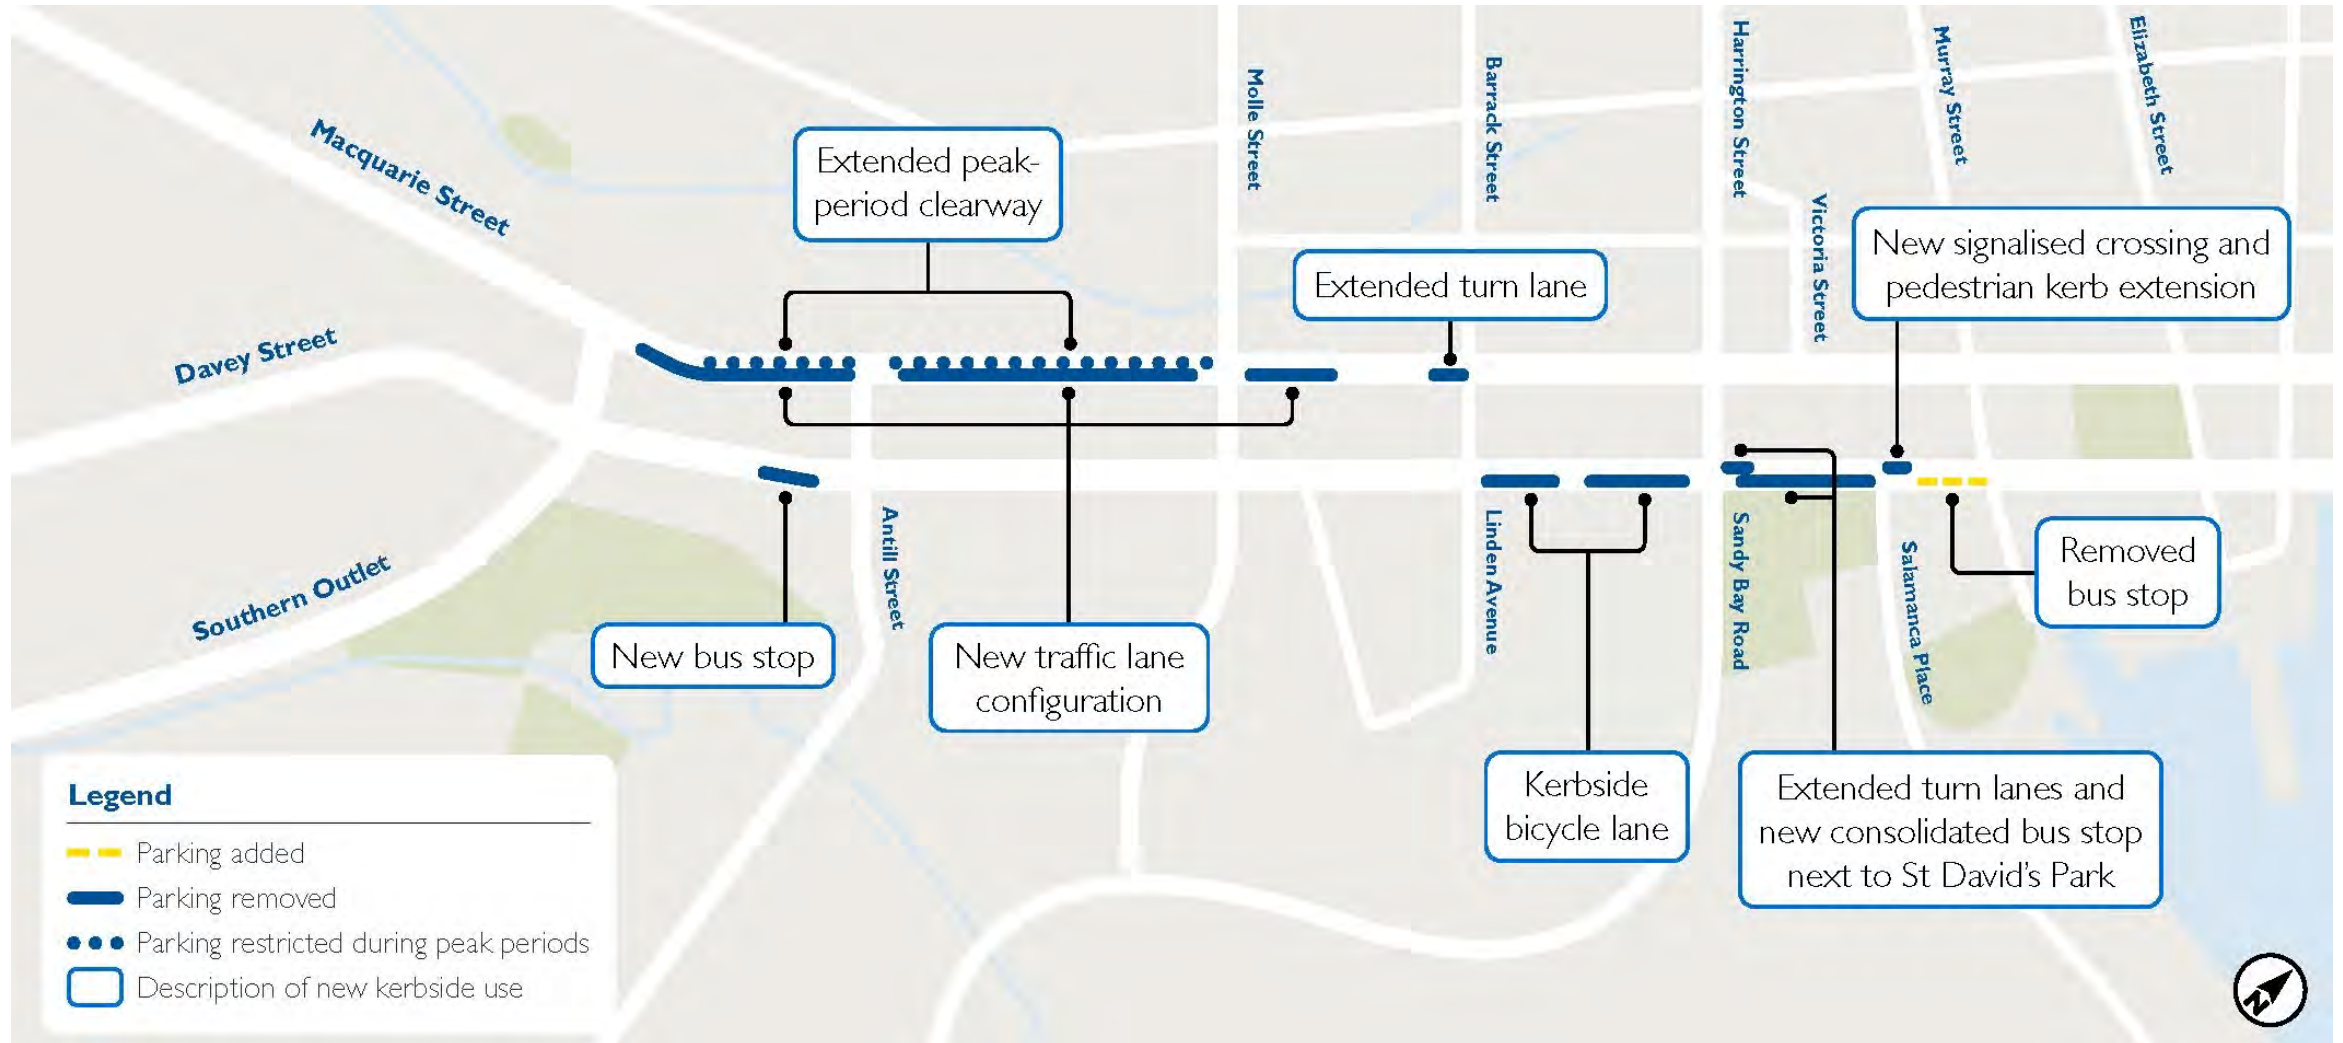 Macquarie Street
Davey Street
Southern Outlet
Extended peak-
period clearway
Molle Street
Barrack Street
Harrington Street
Victoria Street
Murray Street
Elizabeth Street
Extended turn lane
New signalised crossing and
pedestrian kerb extension
Antill Street
Linden Avenue
Sandy Bay Road
Salamanca Place
New bus stop
New traffic lane
configuration
Removed
bus stop
Kerbside
bicycle lane
Extended turn lanes and
new consolidated bus stop
next to St David's Park
Legend
Parking added
Parking removed
Parking restricted during peak periods
Description of new kerbside use
N